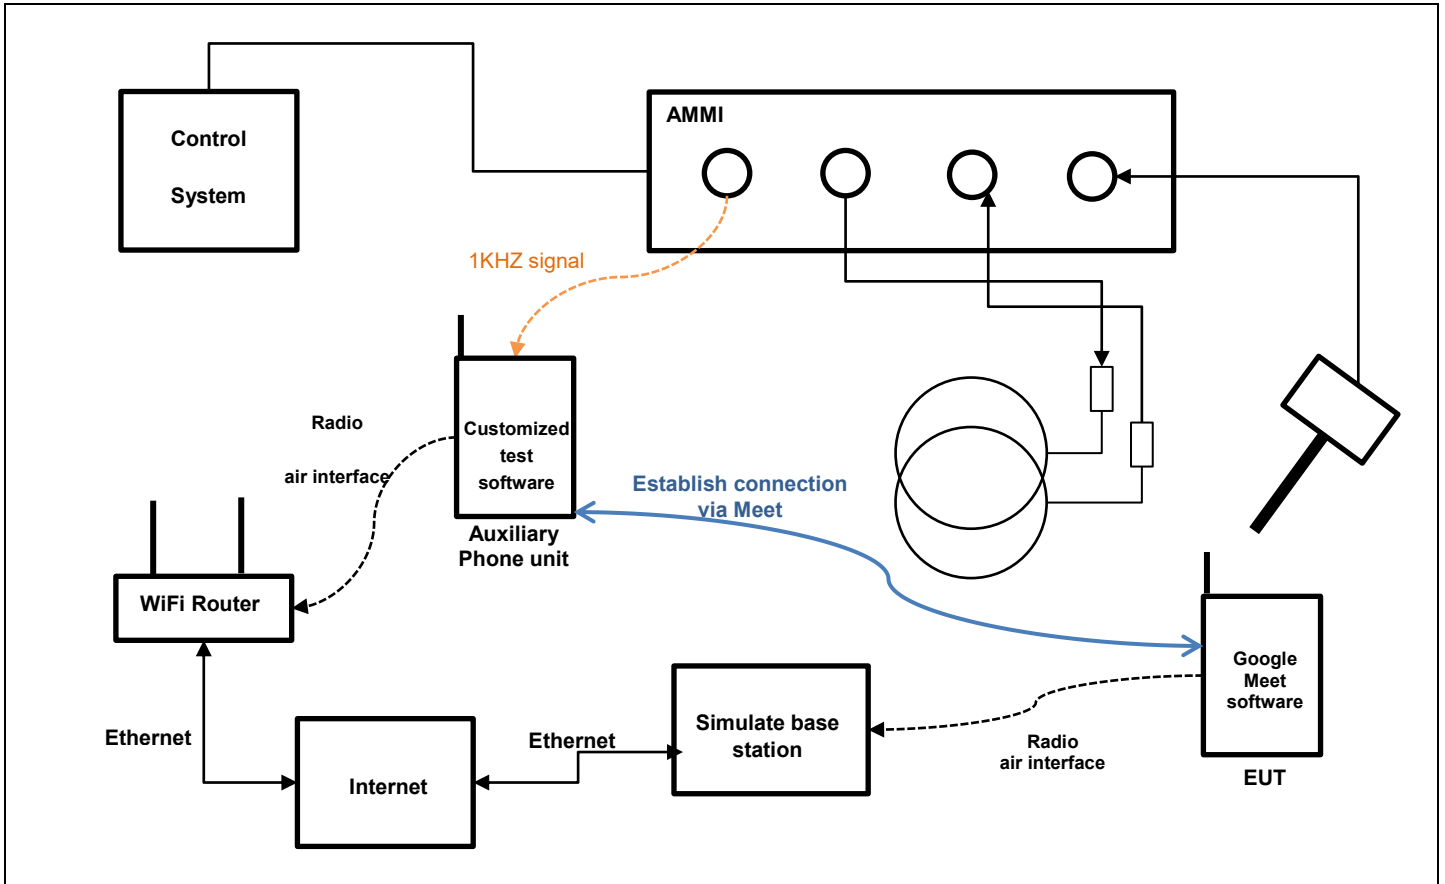 AMMI
Control
System
1KHZ signal
Radio
air interface
Customized
test
software
Auxiliary
Phone unit
Establish connection
via Meet
WiFi Router
Google
Meet
software
EUT
Simulate base
station
Radio
air interface
Ethernet
Ethernet
Internet